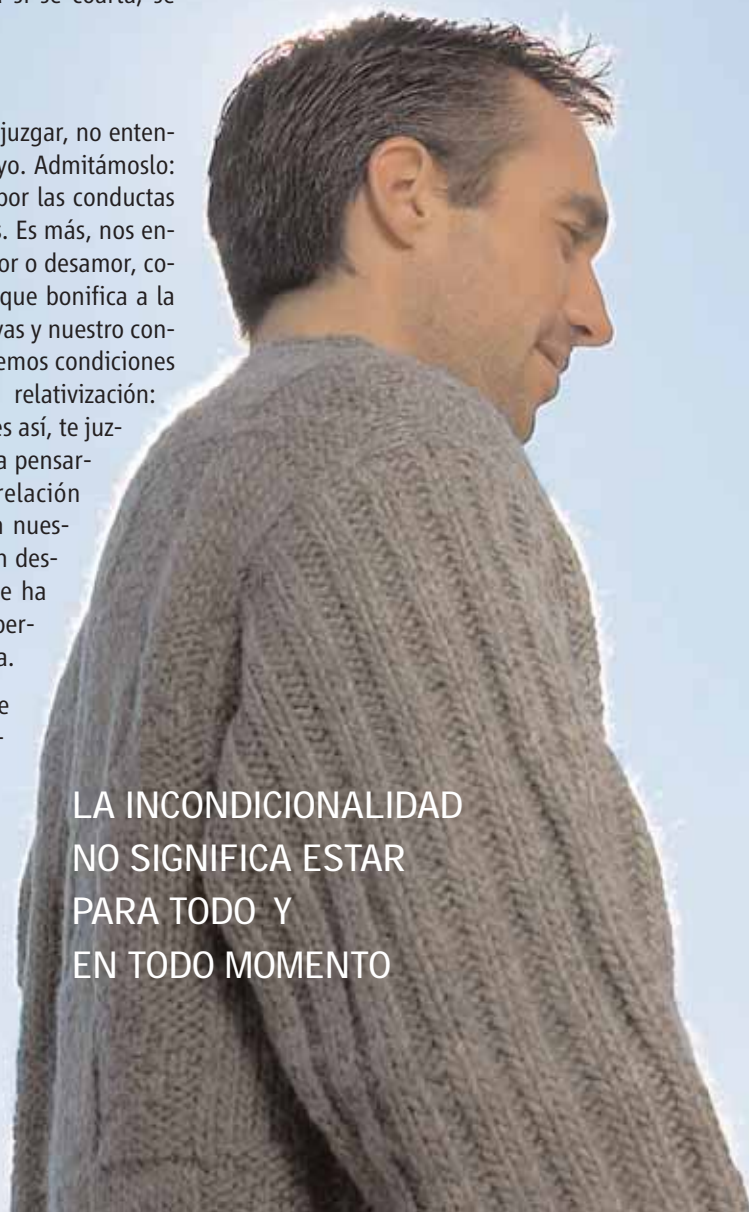 juzgar, no enten-
yo. Admitámoslo:
por las conductas
s. Es más, nos en-
or o desamor, co-
que bonifica a la
vas y nuestro con-
emos condiciones
relativización:
es así, te juz-
a pensar-
relación
n nues-
n des-
e ha
per-
a.
e
-
LA INCONDICIONALIDAD
NO SIGNIFICA ESTAR
PARA TODO Y
EN TODO MOMENTO